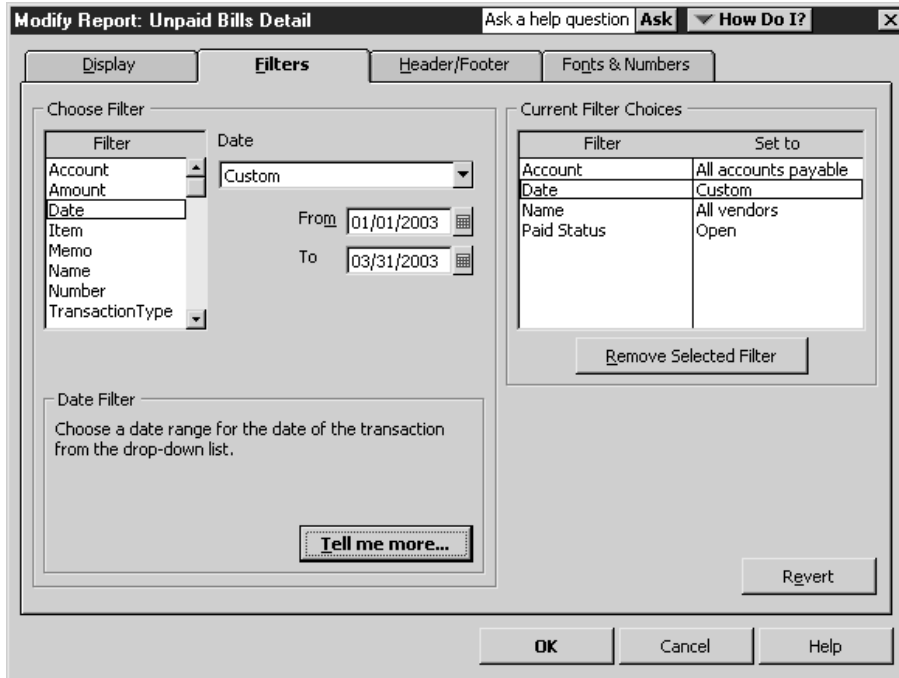 Modify Report: Unpaid Bills Detail
Ask a help question Ask How Do I?
Display Filters Header/Footer Fonts & Numbers
Choose Filter
Filter
Account
Amount
Date
Item
Memo
Name
Number
TransactionType
Date
Custom
From 01/01/2003
To 03/31/2003
Date Filter
Choose a date range for the date of the transaction
from the drop-down list.
Tell me more...
Current Filter Choices
Filter Set to
Account All accounts payable
Date Custom
Name All vendors
Paid Status Open
Remove Selected Filter
Revert
OK Cancel Help